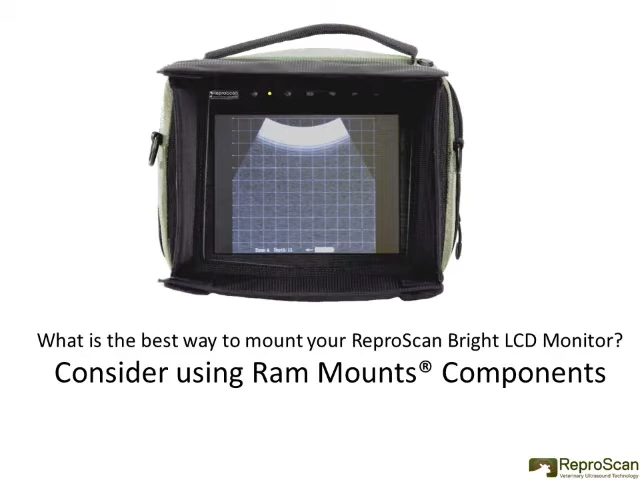 ReproScan
What is the best way to mount your ReproScan Bright LCD Monitor?
Consider using Ram Mounts® Components
ReproScan
Veterinary Ultrasound Technology